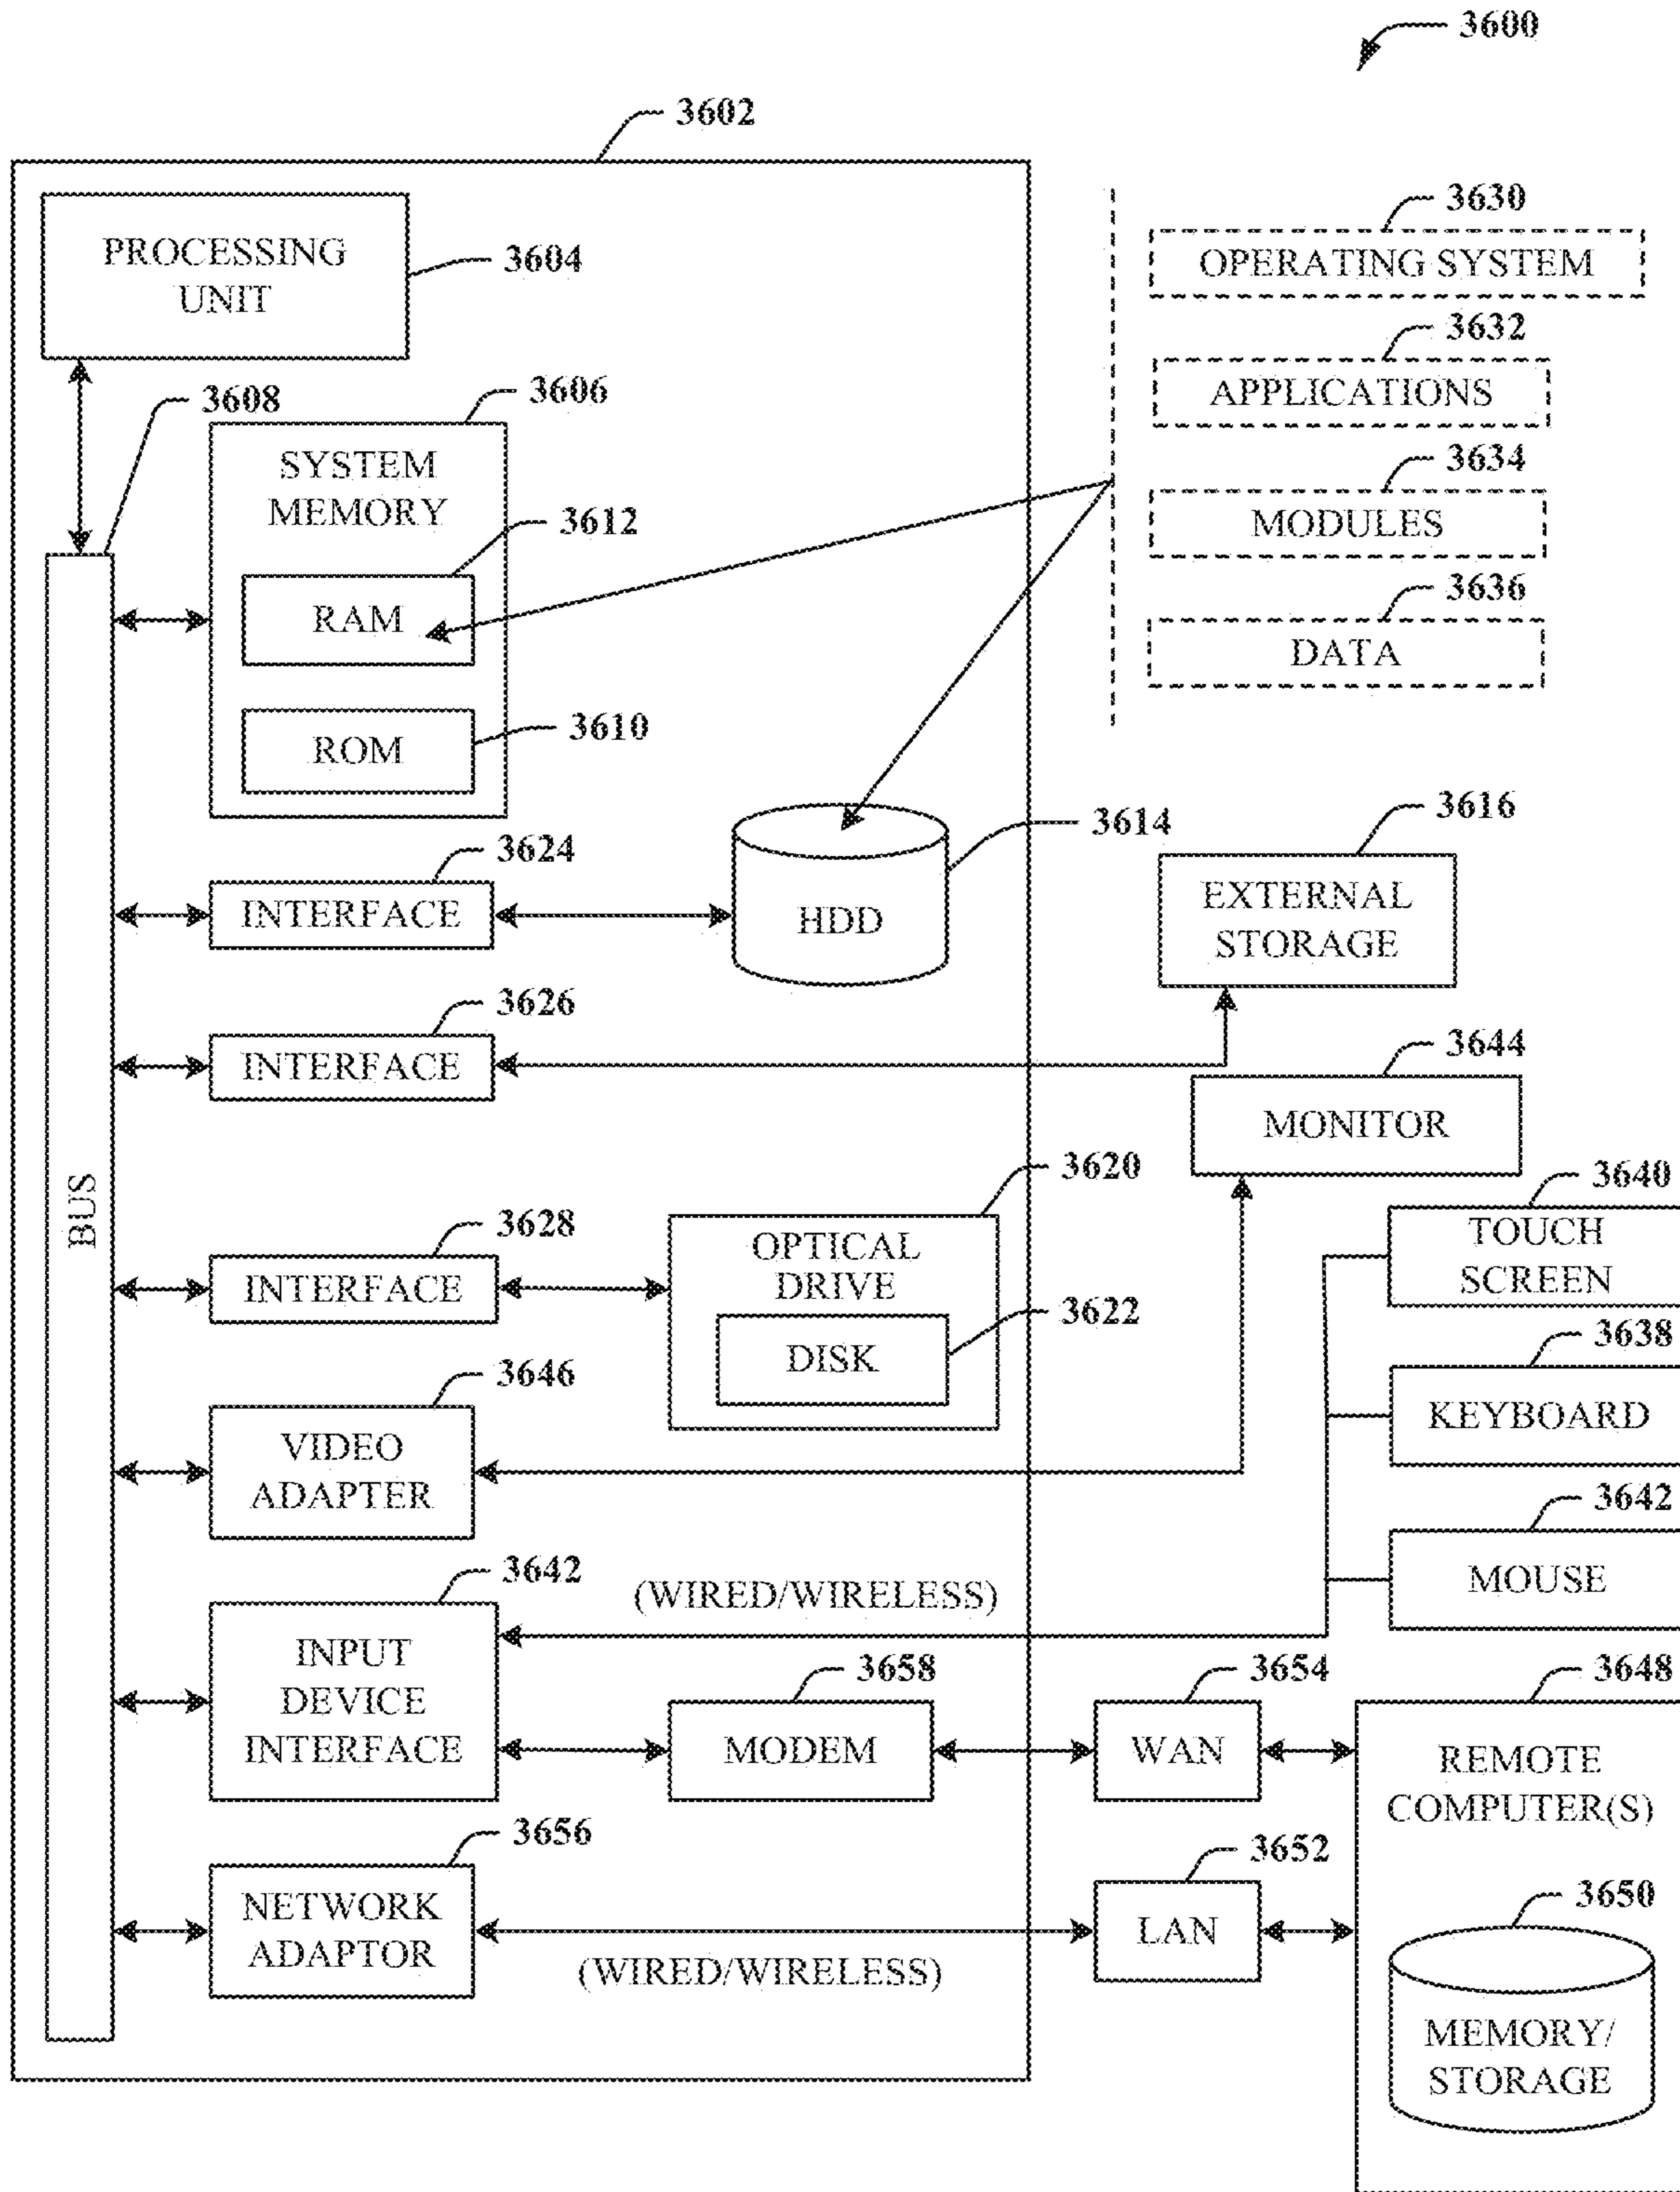 3600
3602
PROCESSING
UNIT
3604
3630
OPERATING SYSTEM
3632
APPLICATIONS
3634
MODULES
3636
DATA
3608
3606
SYSTEM
MEMORY
3612
RAM
3610
ROM
3624
INTERFACE
3614
HDD
3616
EXTERNAL
STORAGE
3626
INTERFACE
3644
MONITOR
BUS
3628
INTERFACE
3620
OPTICAL
DRIVE
3622
DISK
3640
TOUCH
SCREEN
3638
KEYBOARD
3642
MOUSE
3646
VIDEO
ADAPTER
3642
INPUT
DEVICE
INTERFACE
(WIRED/WIRELESS)
3658
MODEM
3654
WAN
3648
REMOTE
COMPUTER(S)
3656
NETWORK
ADAPTOR
(WIRED/WIRELESS)
3652
LAN
3650
MEMORY/
STORAGE